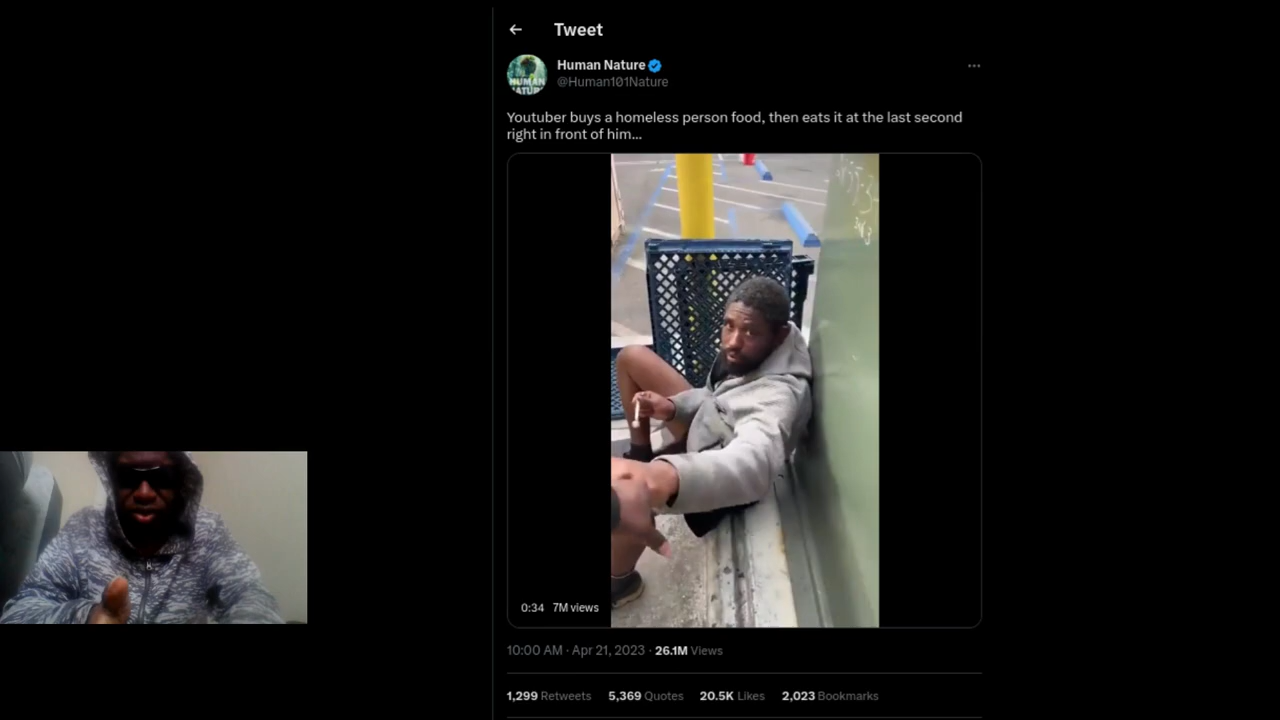 Tweet
Human Nature
@Human101Nature
Youtuber buys a homeless person food, then eats it at the last second
right in front of him...
0:34 7M views
10:00 AM · Apr 21, 2023 · 26.1M Views
1,299 Retweets 5,369 Quotes 20.5K Likes 2,023 Bookmarks